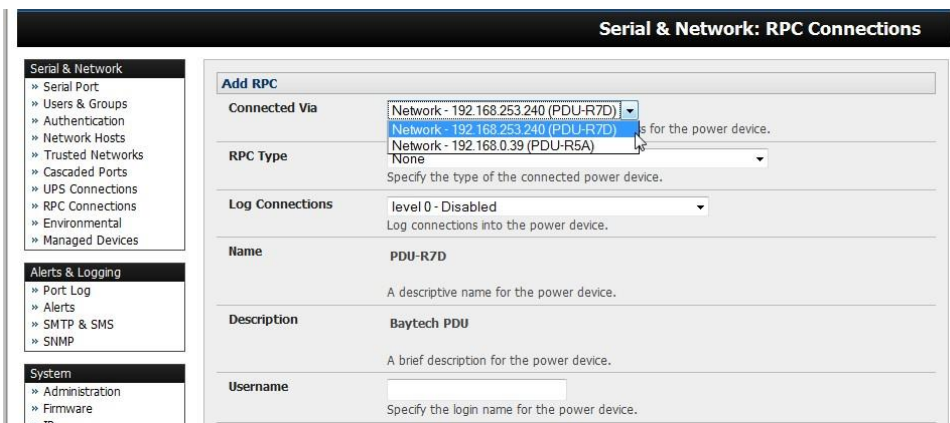 Serial & Network: RPC Connections
Serial & Network
» Serial Port
» Users & Groups
» Authentication
» Network Hosts
» Trusted Networks
» Cascaded Ports
» UPS Connections
» RPC Connections
» Environmental
» Managed Devices
Alerts & Logging
» Port Log
» Alerts
» SMTP & SMS
» SNMP
System
» Administration
» Firmware
Add RPC
Connected Via
Network - 192.168.253.240 (PDU-R7D)
Network - 192.168.253.240 (PDU-R7D)
s for the power device.
Network - 192.168.0.39 (PDU-R5A)
RPC Type
None
Specify the type of the connected power device.
Log Connections
level 0 - Disabled
Log connections into the power device.
Name
PDU-R7D
A descriptive name for the power device.
Description
Baytech PDU
A brief description for the power device.
Username
Specify the login name for the power device.